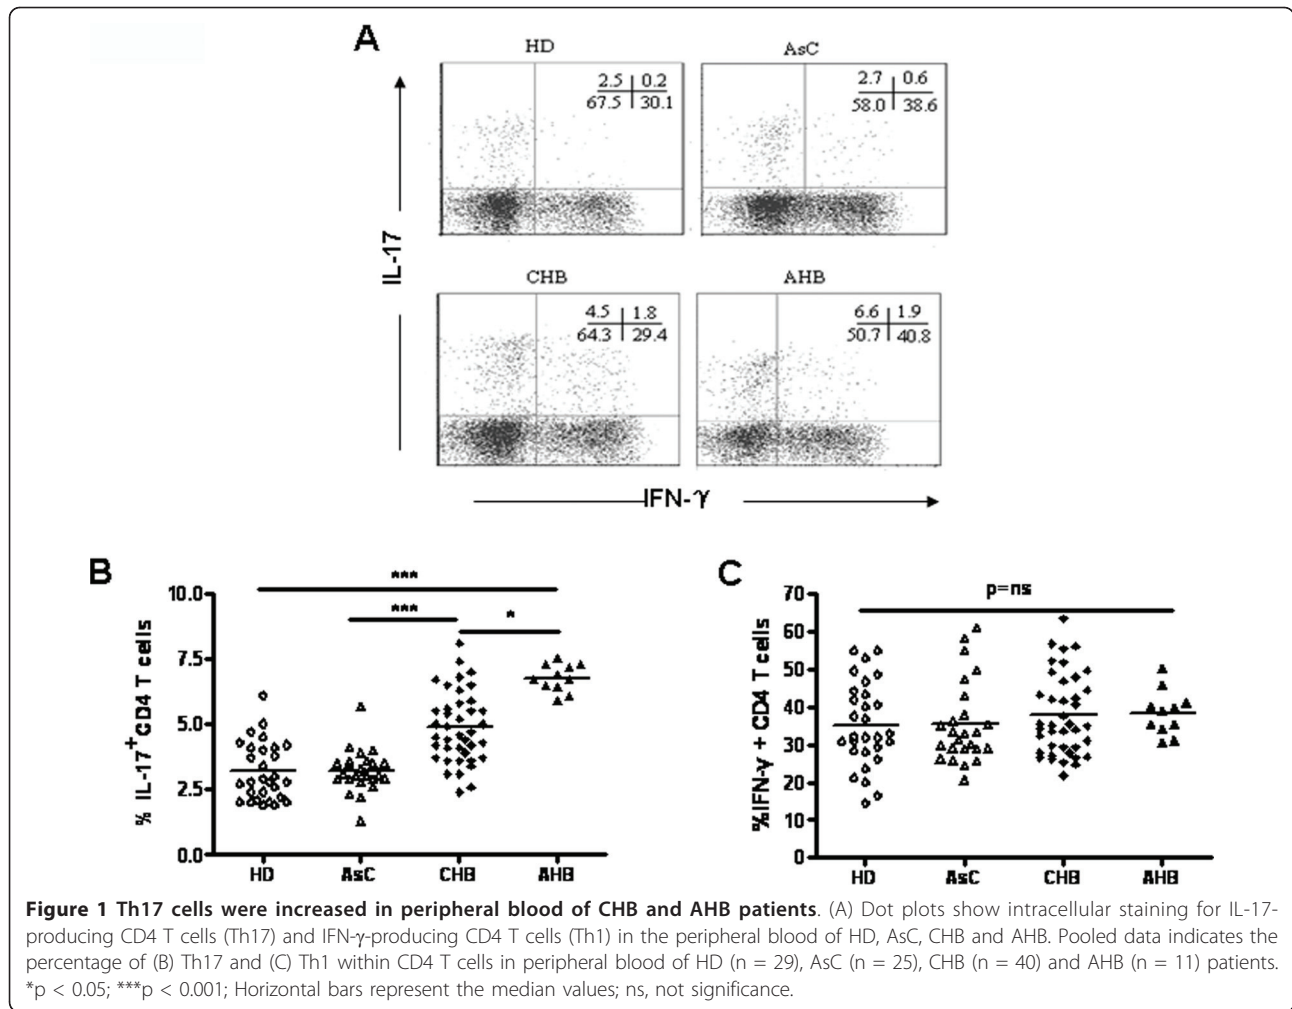 A
HD
AsC
2.5 0.2
67.5 30.1
2.7 0.6
58.0 38.6
IL-17
CHB
AHB
4.5 1.8
64.3 29.4
6.6 1.9
50.7 40.8
IFN-γ
B
% IL-17+ CD4 T cells
10.0
7.5
5.0
2.5
0.0
***
***
*
HD AsC CHB AHB
C
%IFN-γ + CD4 T cells
70
60
50
40
30
20
10
0
p=ns
HD AsC CHB AHB
Figure 1 Th17 cells were increased in peripheral blood of CHB and AHB patients. (A) Dot plots show intracellular staining for IL-17-
producing CD4 T cells (Th17) and IFN-γ-producing CD4 T cells (Th1) in the peripheral blood of HD, AsC, CHB and AHB. Pooled data indicates the
percentage of (B) Th17 and (C) Th1 within CD4 T cells in peripheral blood of HD (n = 29), AsC (n = 25), CHB (n = 40) and AHB (n = 11) patients.
*p < 0.05; ***p < 0.001; Horizontal bars represent the median values; ns, not significance.